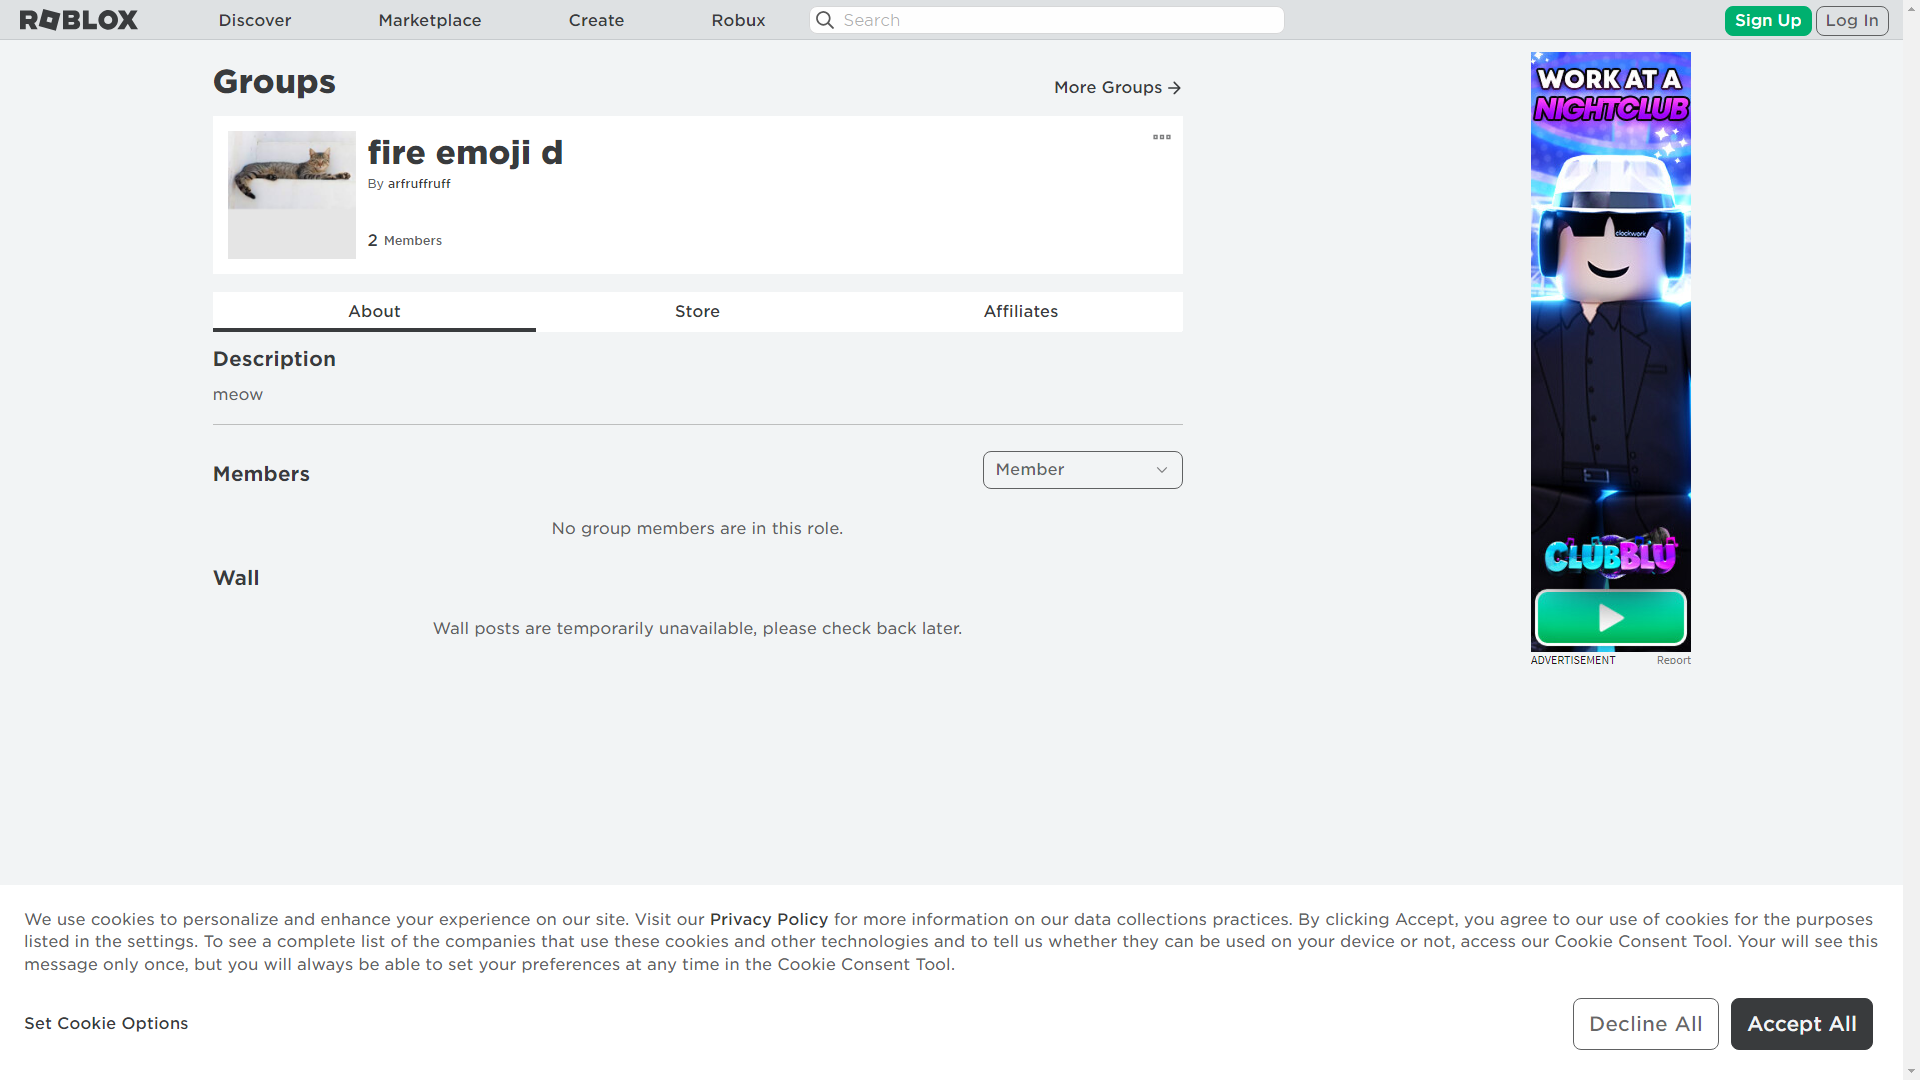 ROBLOX
Discover
Marketplace
Create
Robux
Search
Sign Up
Log In
Groups
More Groups
fire emoji d
By arfruffruff
2 Members
About
Store
Affiliates
Description
meow
Members
Member
No group members are in this role.
Wall
Wall posts are temporarily unavailable, please check back later.
WORK AT A
NIGHTCLUB
clockwork
CLUB BLU
ADVERTISEMENT
Report
We use cookies to personalize and enhance your experience on our site. Visit our Privacy Policy for more information on our data collections practices. By clicking Accept, you agree to our use of cookies for the purposes
listed in the settings. To see a complete list of the companies that use these cookies and other technologies and to tell us whether they can be used on your device or not, access our Cookie Consent Tool. Your will see this
message only once, but you will always be able to set your preferences at any time in the Cookie Consent Tool.
Set Cookie Options
Decline All
Accept All